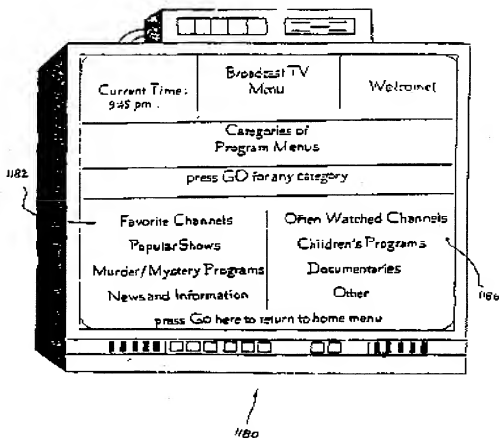 Current Time:
9:45 pm.
Broadcast TV
Menu
Welcome!
Categories of
Program Menus
press GO for any category
1182
Favorite Channels
Popular Shows
Murder/Mystery Programs
News and Information
Often Watched Channels
Children's Programs
Documentaries
Other
1186
press Go here to return to home menu
1180